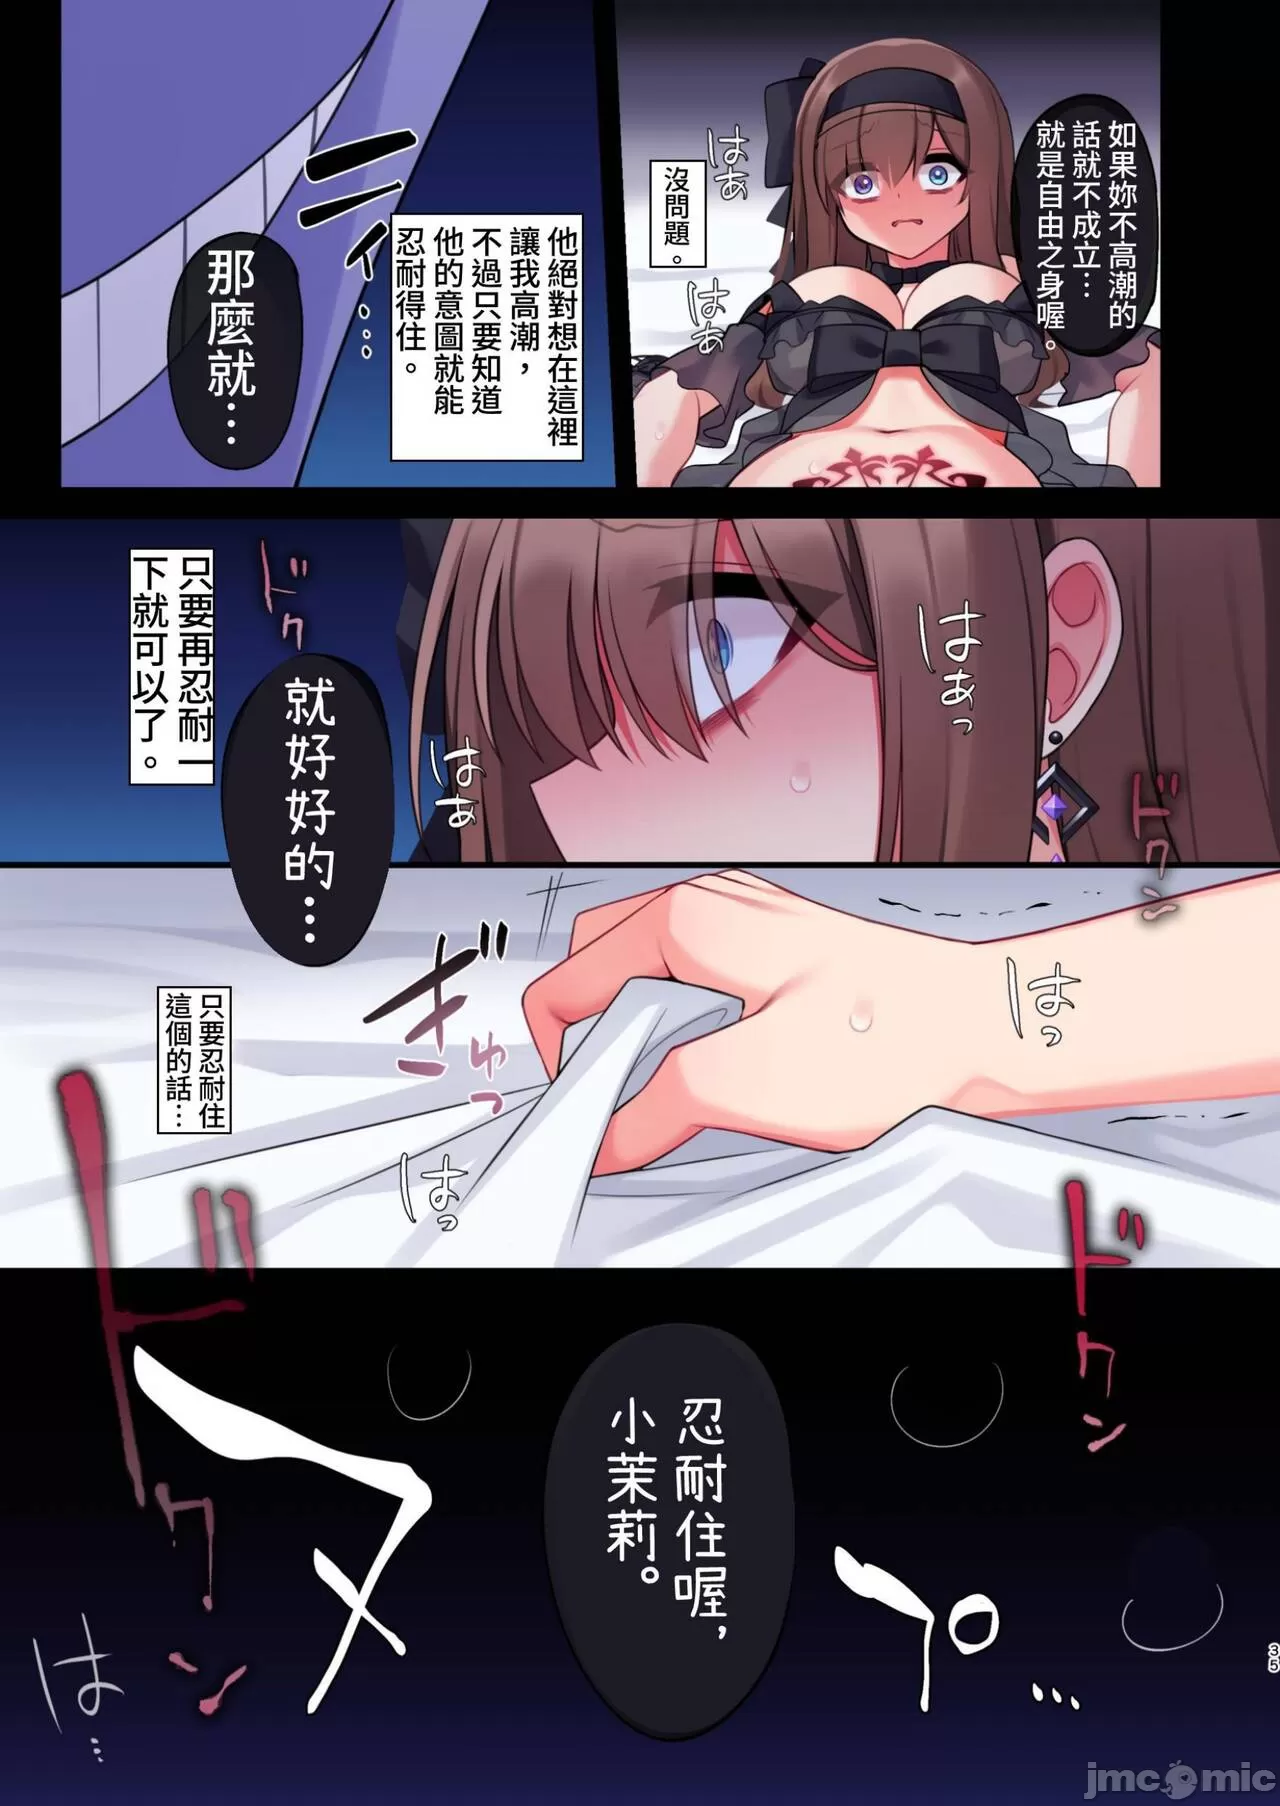 如果妳不高潮的
話就不成立…
就是自由之身喔。
沒問題。
はぁ
はぁ
他絕對想在這裡
讓我高潮，
不過只要知道
他的意圖就能
忍耐得住。
ニィ…
那麼就…
只要再忍耐一
下就可以了。
ドク
就好好的…
はぁっ
はぁ
ドクン
ギゅっ
はっ
只要忍耐住
這個的話…
はっ
ドクン
ドクン
忍耐住喔，
小茉莉。
ヌプ…
は…
35
jmcomic